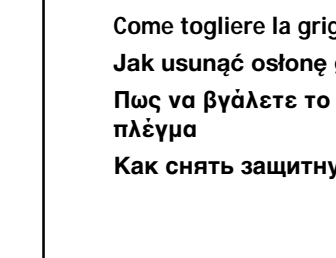 Come togliere la
Jak usunąć osłonę
Πως να βγάλετε το
πλέγμα
Как снять